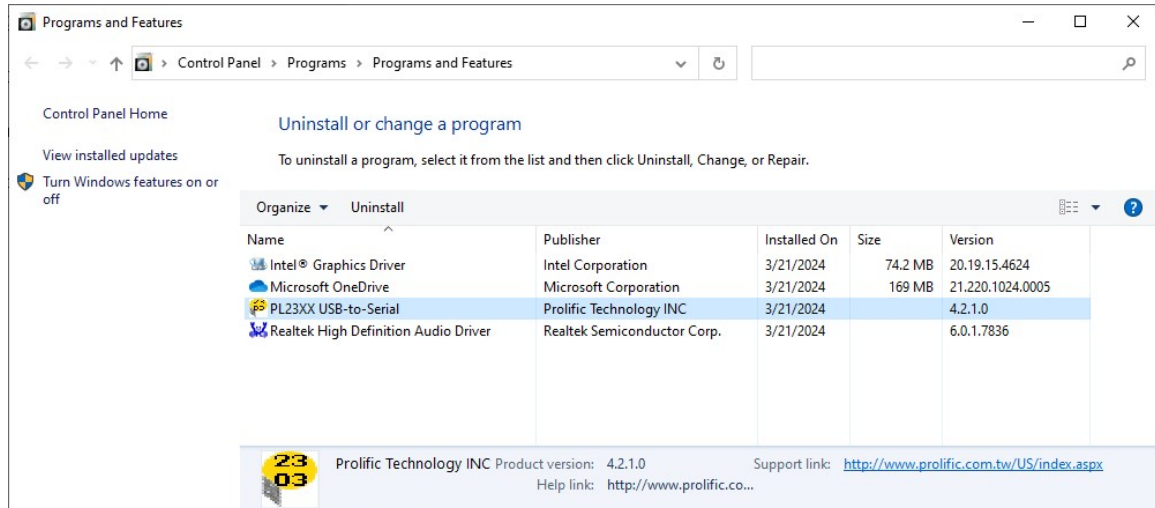 Programs and Features
Control Panel > Programs > Programs and Features
Control Panel Home
View installed updates
Turn Windows features on or
off
Uninstall or change a program
To uninstall a program, select it from the list and then click Uninstall, Change, or Repair.
Organize Uninstall
Name Publisher Installed On Size Version
Intel® Graphics Driver Intel Corporation 3/21/2024 74.2 MB 20.19.15.4624
Microsoft OneDrive Microsoft Corporation 3/21/2024 169 MB 21.220.1024.0005
PL23XX USB-to-Serial Prolific Technology INC 3/21/2024 4.2.1.0
Realtek High Definition Audio Driver Realtek Semiconductor Corp. 3/21/2024 6.0.1.7836
23
03
Prolific Technology INC Product version: 4.2.1.0 Support link: http://www.prolific.com.tw/US/index.aspx
Help link: http://www.prolific.co...